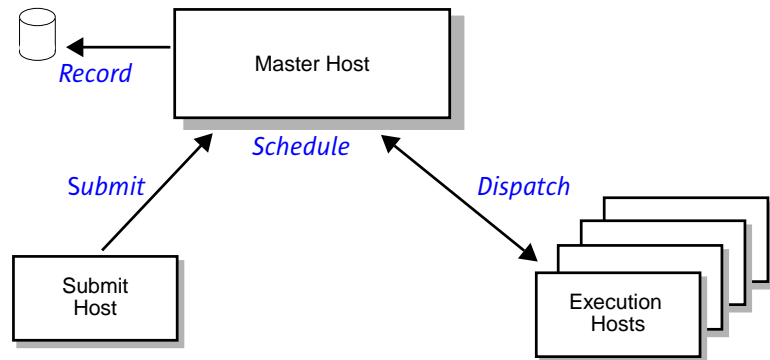 Master Host
Record
Schedule
Submit
Dispatch
Submit
Host
Execution
Hosts